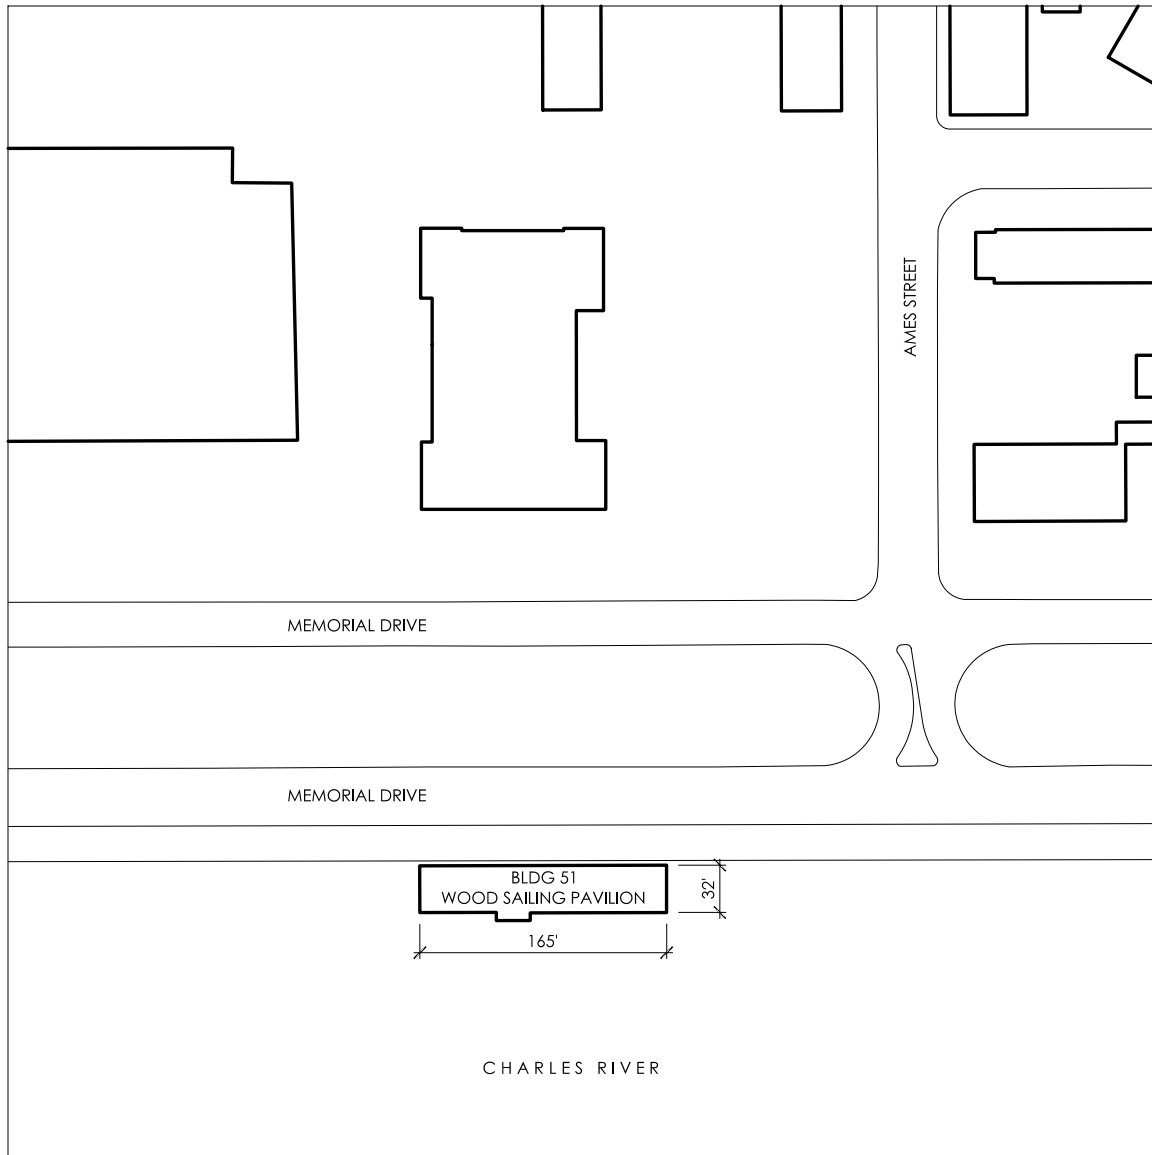 AMES STREET
MEMORIAL DRIVE
MEMORIAL DRIVE
BLDG 51
WOOD SAILING PAVILION
32'
165'
CHARLES RIVER